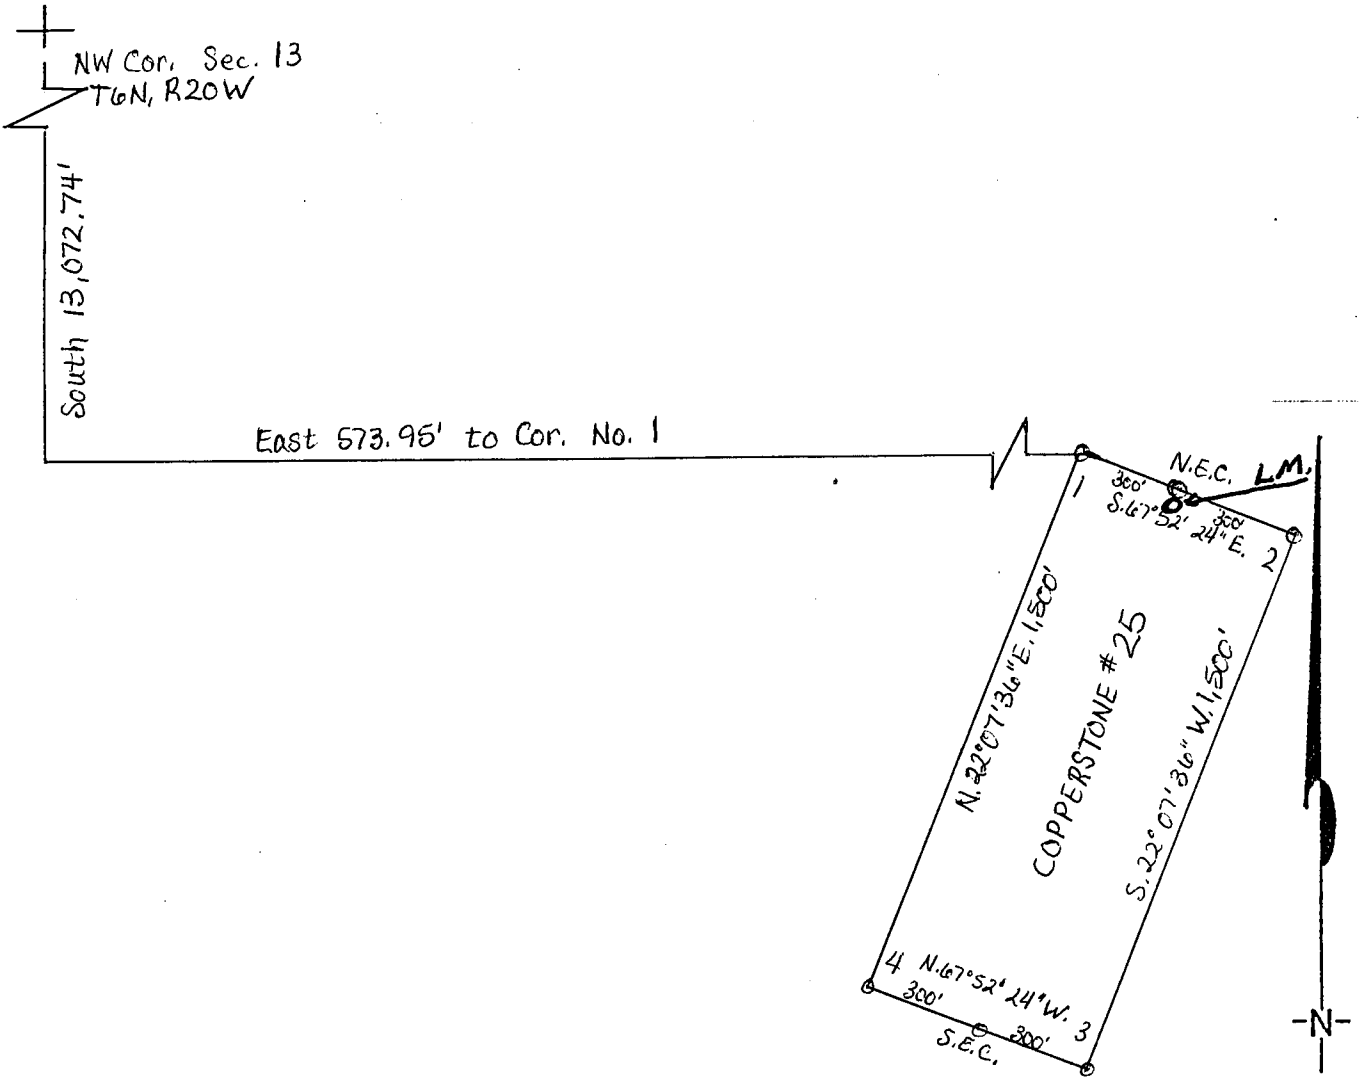 NW Cor. Sec. 13
T6N, R20W
South 13,072.74'
East 573.95' to Cor. No. 1
N.E.C.
L.M.
300'
300'
S.67°52' 24"E.
1
2
N.22°07'36"E. 1,500'
COPPERSTONE #25
S.22°07'36" W. 1,500'
4
N.67°52' 24"W.
3
300'
300'
S.E.C.
-N-